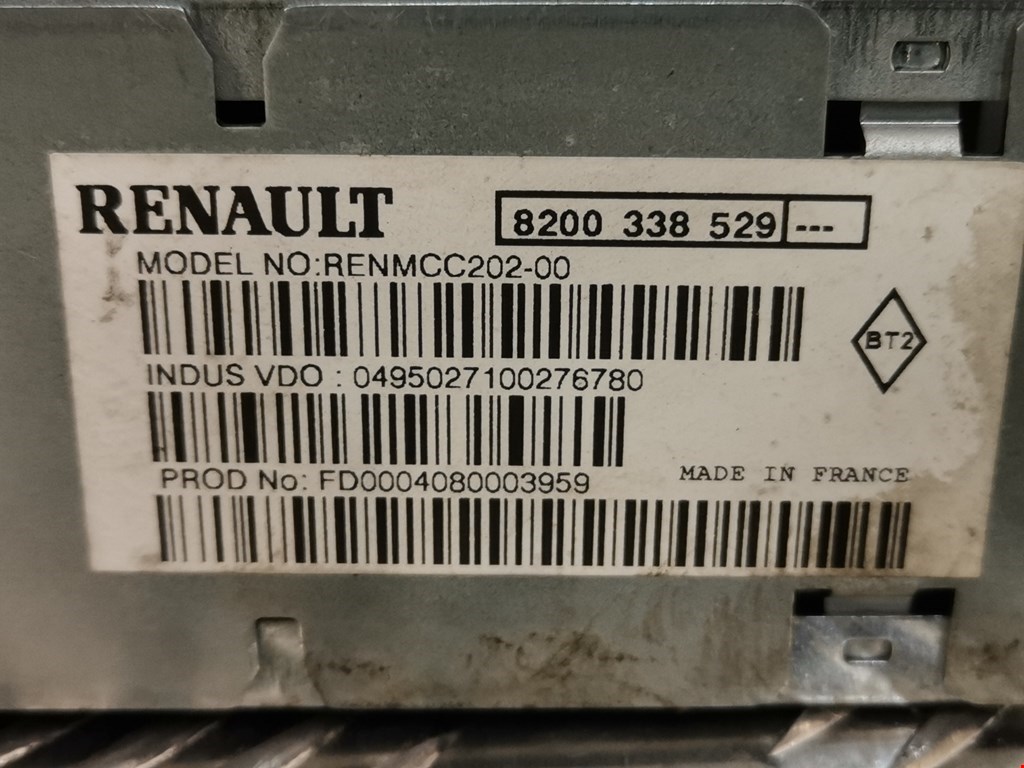 RENAULT
8200 338 529 ---
MODEL NO:RENMCC202-00
BT2
INDUS VDO : 0495027100276780
PROD No: FD0004080003959
MADE IN FRANCE